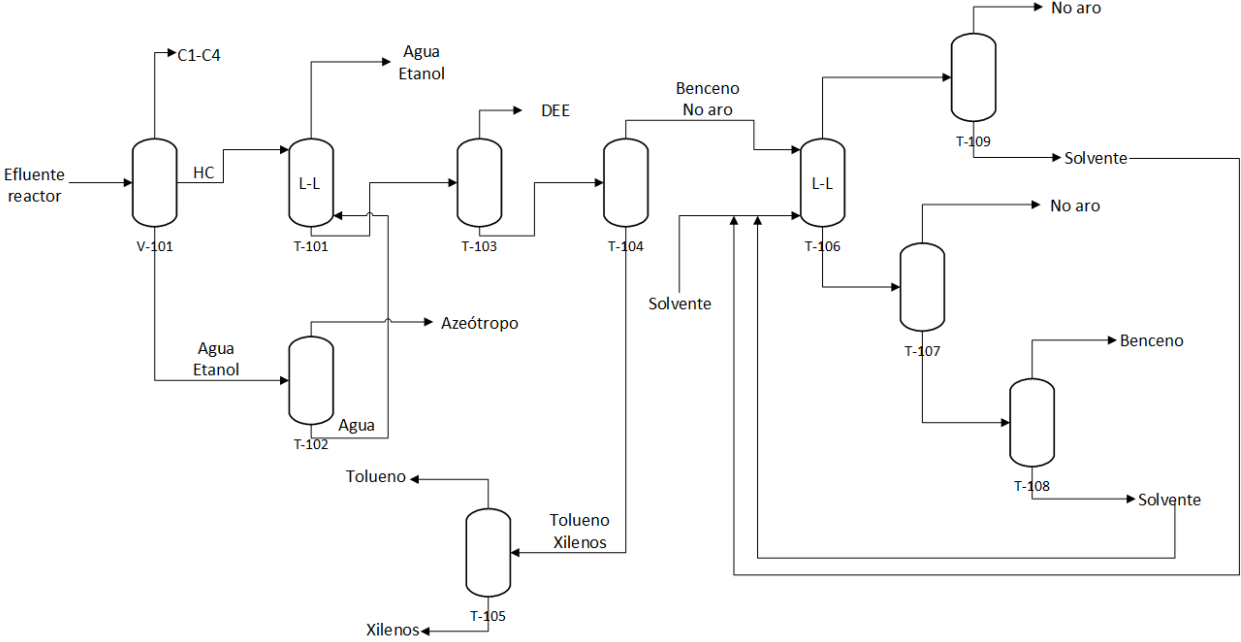 No aro
C1-C4
Agua
Etanol
Benceno
No aro
DEE
T-109
Solvente
Efluente
reactor
HC
L-L
L-L
No aro
V-101
T-101
T-103
T-104
T-106
Solvente
Azeótropo
Agua
Etanol
T-107
Benceno
Agua
T-102
Tolueno
T-108
Solvente
Tolueno
Xilenos
T-105
Xilenos